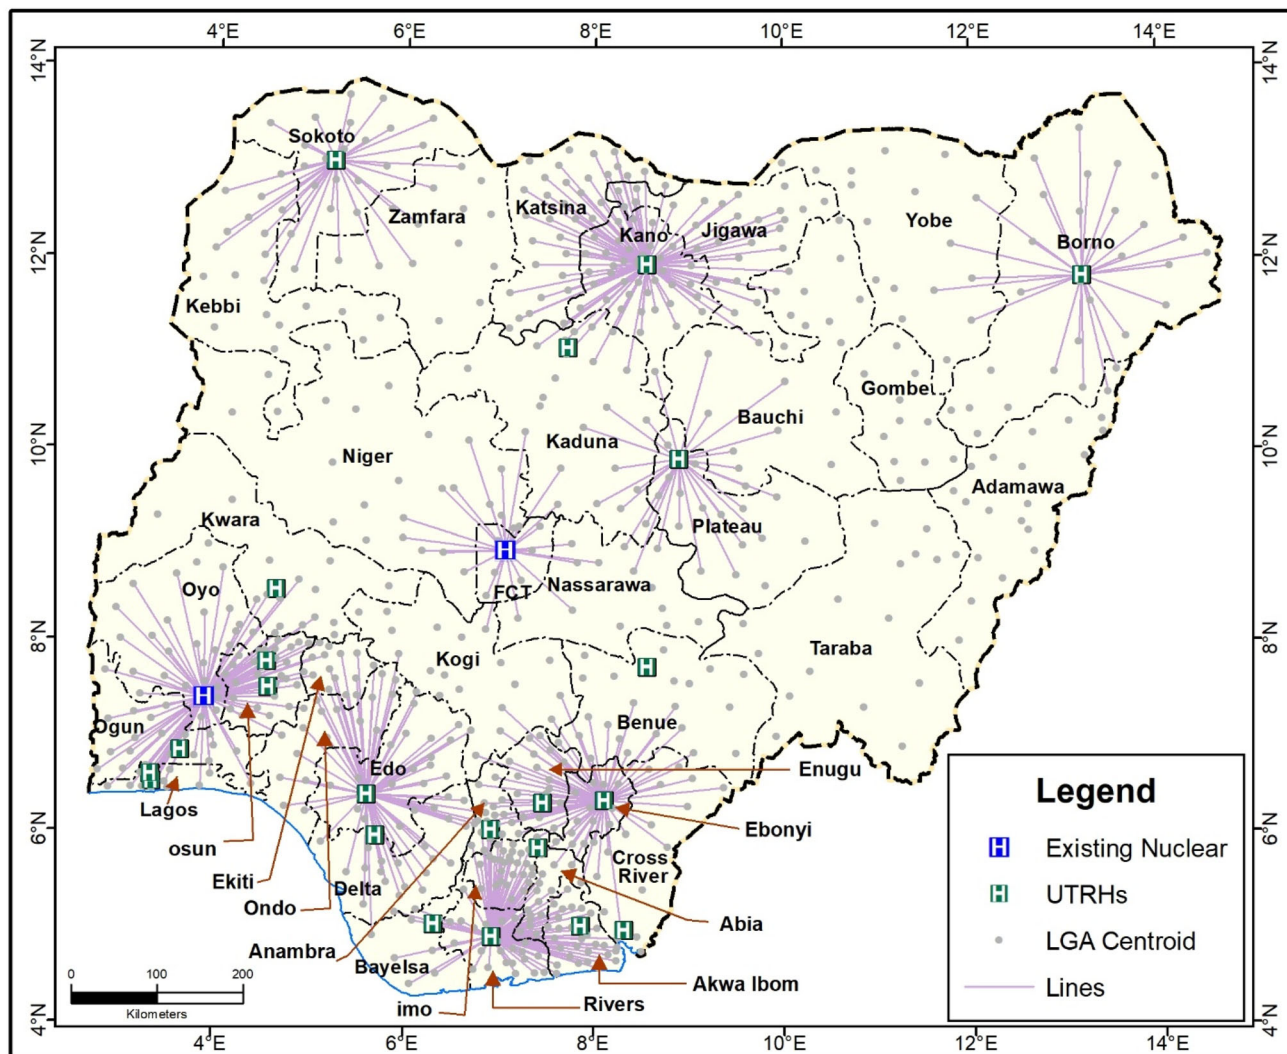 4°E 6°E 8°E 10°E 12°E 14°E
14°N 14°N
Sokoto
Zamfara
Katsina
Kano
Jigawa
Yobe
Borno
12°N 12°N
Kebbi
Gombe
Bauchi
10°N 10°N
Kaduna
Niger
Adamawa
Kwara
Plateau
Oyo
FCT
Nassarawa
8°N 8°N
Kogi
Taraba
Ogun
Benue
Edo
Enugu
Lagos
6°N 6°N
Ebonyi
osun
Cross
River
Ekiti
Delta
Ondo
Abia
Anambra
Bayelsa
Akwa Ibom
imo
Rivers
0 100 200
Kilometers
4°N 4°N
4°E 6°E 8°E 10°E 12°E
Legend
H Existing Nuclear
H UTRHs
LGA Centroid
Lines